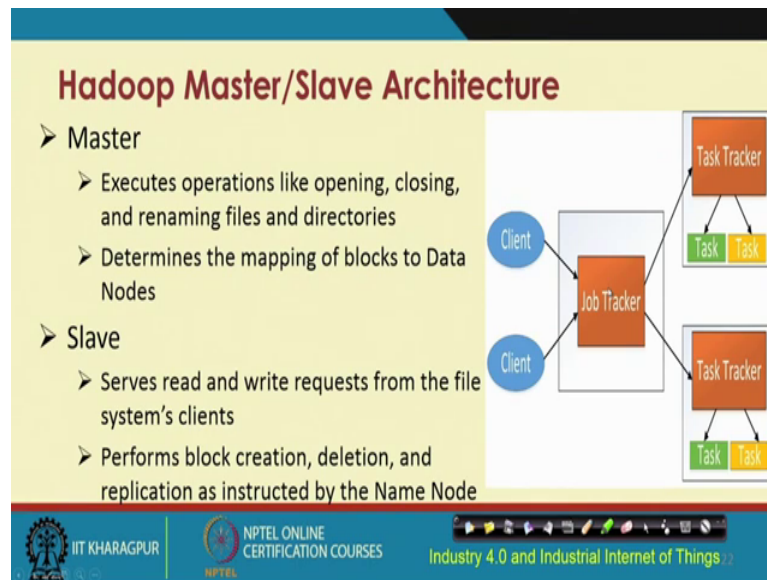 Hadoop Master/Slave Architecture
➢ Master
➢ Executes operations like opening, closing,
and renaming files and directories
➢ Determines the mapping of blocks to Data
Nodes
➢ Slave
➢ Serves read and write requests from the file
system's clients
➢ Performs block creation, deletion, and
replication as instructed by the Name Node
Client
Client
Job Tracker
Task Tracker
Task Task
Task Tracker
Task Task
IIT KHARAGPUR
NPTEL
NPTEL ONLINE
CERTIFICATION COURSES
Industry 4.0 and Industrial Internet of Things 22